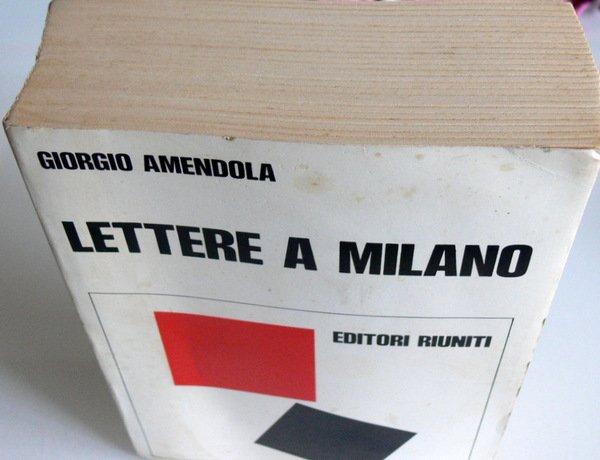 GIORGIO AMENDOLA
LETTERE A MILANO
EDITORI RIUNITI